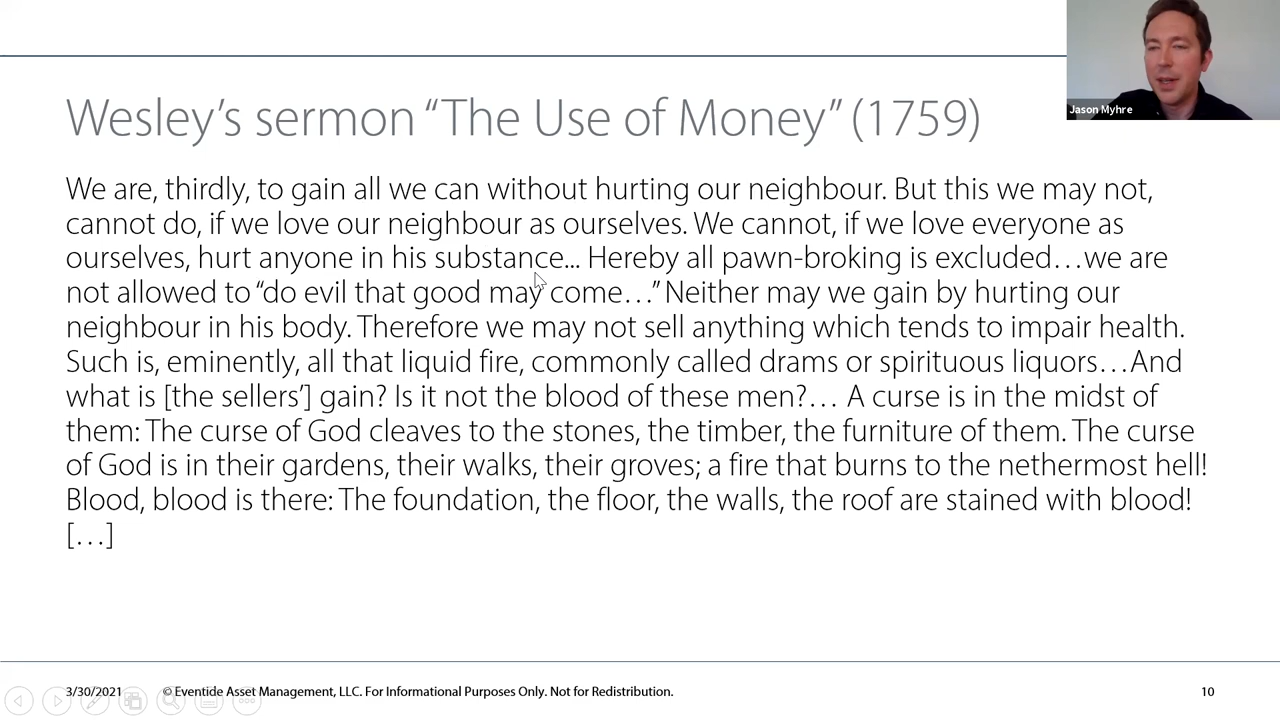 Jason Myhre
Wesley’s sermon “The Use of Money” (1759)
We are, thirdly, to gain all we can without hurting our neighbour. But this we may not,
cannot do, if we love our neighbour as ourselves. We cannot, if we love everyone as
ourselves, hurt anyone in his substance... Hereby all pawn-broking is excluded…we are
not allowed to “do evil that good may come…” Neither may we gain by hurting our
neighbour in his body. Therefore we may not sell anything which tends to impair health.
Such is, eminently, all that liquid fire, commonly called drams or spirituous liquors…And
what is [the sellers’] gain? Is it not the blood of these men?… A curse is in the midst of
them: The curse of God cleaves to the stones, the timber, the furniture of them. The curse
of God is in their gardens, their walks, their groves; a fire that burns to the nethermost hell!
Blood, blood is there: The foundation, the floor, the walls, the roof are stained with blood!
[…]
3/30/2021 © Eventide Asset Management, LLC. For Informational Purposes Only. Not for Redistribution. 10